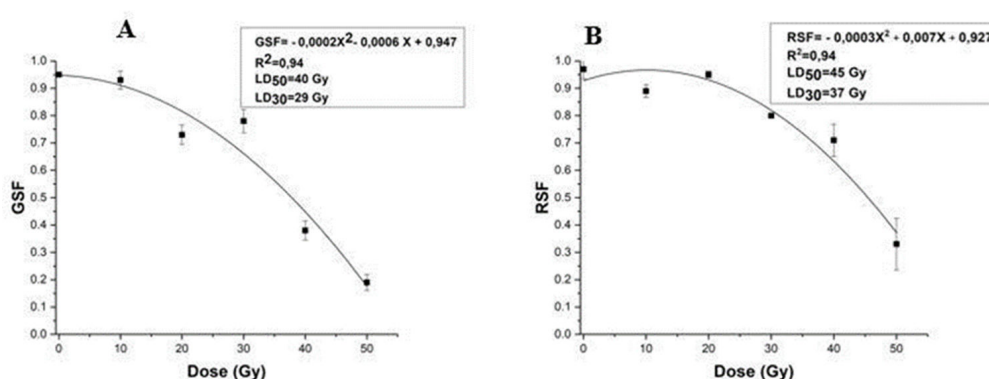 A
GSF= - 0,0002X2- 0,0006 X + 0,947
R2=0,94
LD50=40 Gy
LD30=29 Gy
1.0
0.9
0.8
0.7
0.6
0.5
0.4
0.3
0.2
0.1
0.0
GSF
0 10 20 30 40 50
Dose (Gy)
B
RSF= - 0,0003X2 + 0,007X + 0,927
R2=0,94
LD50=45 Gy
LD30=37 Gy
1.0
0.9
0.8
0.7
0.6
0.5
0.4
0.3
0.2
0.1
0.0
RSF
0 10 20 30 40 50
Dose (Gy)